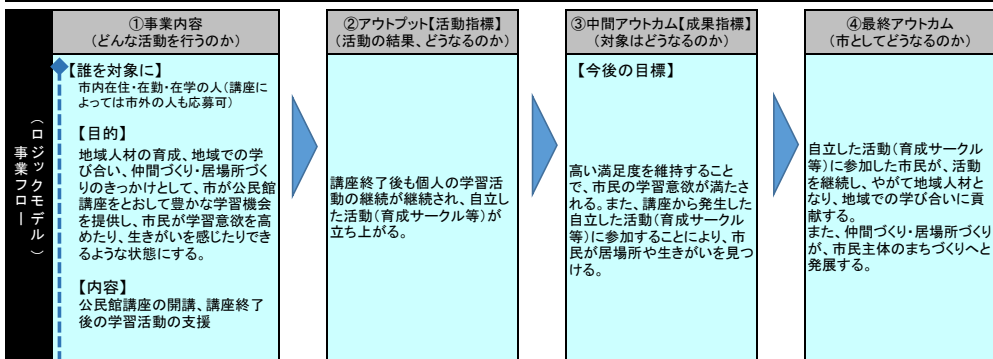 事業フロー
（ロジックモデル）
①事業内容
（どんな活動を行うのか）
【誰を対象に】
市内在住・在勤・在学の人（講座に
よっては市外の人も応募可）
【目的】
地域人材の育成、地域での学
び合い、仲間づくり・居場所づく
りのきっかけとして、市が公民館
講座をとおして豊かな学習機会
を提供し、市民が学習意欲を高
めたり、生きがいを感じたりでき
るような状態にする。
【内容】
公民館講座の開講、講座終了
後の学習活動の支援
②アウトプット【活動指標】
（活動の結果、どうなるのか）
講座終了後も個人の学習活動
の継続が継続され、自立し
た活動（育成サークル等）が
立ち上がる。
③中間アウトカム【成果指標】
（対象はどうなるのか）
【今後の目標】
高い満足度を維持すること
で、市民の学習意欲が満たさ
れる。また、講座から発生した
自立した活動（育成サークル
等）に参加することにより、市
民が居場所や生きがいを見つ
ける。
④最終アウトカム
（市としてどうなるのか）
自立した活動（育成サークル
等）に参加した市民が、活動
を継続し、やがて地域人材と
なり、地域での学び合いに貢
献する。
また、仲間づくり・居場所づくり
が、市民主体のまちづくりへと
発展する。